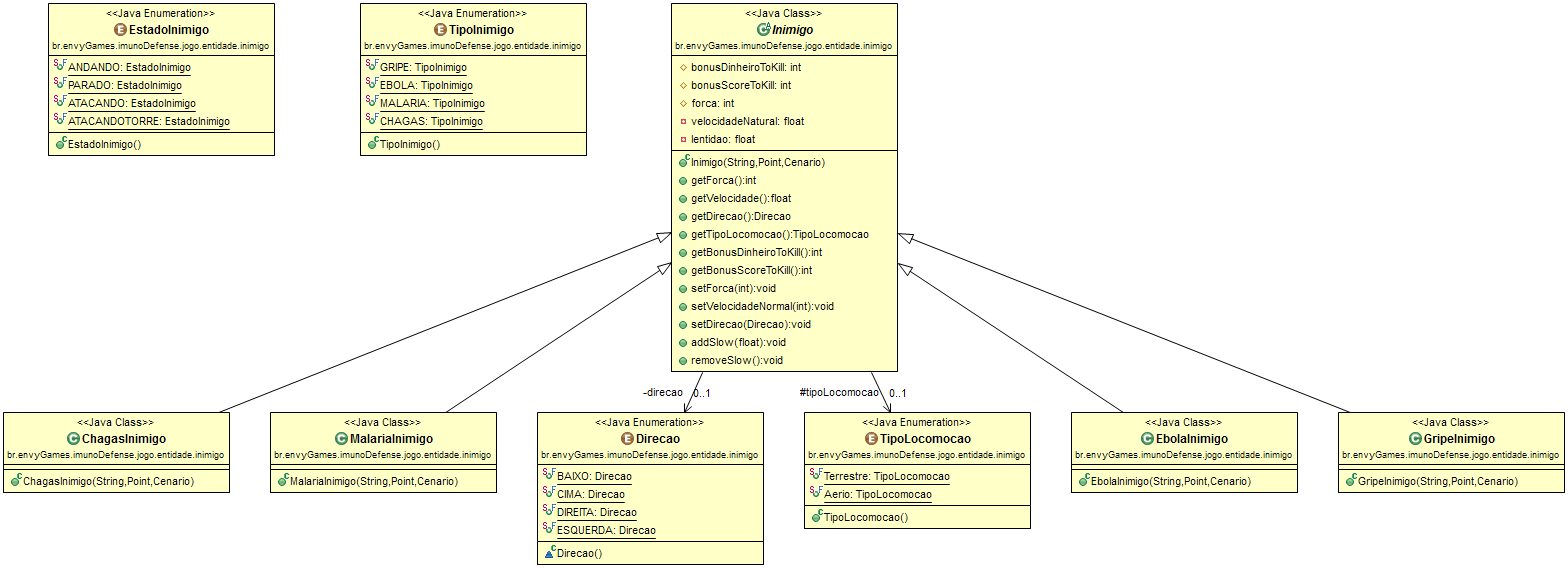 <<Java Enumeration>>
EstadoInimigo
br.envyGames.imunoDefense.jogo.entidade.inimigo
ANDANDO: EstadoInimigo
PARADO: EstadoInimigo
ATACANDO: EstadoInimigo
ATACANDOTORRE: EstadoInimigo
EstadoInimigo()
<<Java Enumeration>>
TipoInimigo
br.envyGames.imunoDefense.jogo.entidade.inimigo
GRIPE: TipoInimigo
EBOLA: TipoInimigo
MALARIA: TipoInimigo
CHAGAS: TipoInimigo
TipoInimigo()
<<Java Class>>
Inimigo
br.envyGames.imunoDefense.jogo.entidade.inimigo
bonusDinheiroToKill: int
bonusScoreToKill: int
forca: int
velocidadeNatural: float
lentidao: float
Inimigo(String,Point,Cenario)
getForca():int
getVelocidade():float
getDirecao():Direcao
getTipoLocomocao():TipoLocomocao
getBonusDinheiroToKill():int
getBonusScoreToKill():int
setForca(int):void
setVelocidadeNormal(int):void
setDirecao(Direcao):void
addSlow(float):void
removeSlow():void
-direcao 0..1
#tipoLocomocao 0..1
<<Java Class>>
ChagasInimigo
br.envyGames.imunoDefense.jogo.entidade.inimigo
ChagasInimigo(String,Point,Cenario)
<<Java Class>>
MalariaInimigo
br.envyGames.imunoDefense.jogo.entidade.inimigo
MalariaInimigo(String,Point,Cenario)
<<Java Enumeration>>
Direcao
br.envyGames.imunoDefense.jogo.entidade.inimigo
BAIXO: Direcao
CIMA: Direcao
DIREITA: Direcao
ESQUERDA: Direcao
Direcao()
<<Java Enumeration>>
TipoLocomocao
br.envyGames.imunoDefense.jogo.entidade.inimigo
Terrestre: TipoLocomocao
Aerio: TipoLocomocao
TipoLocomocao()
<<Java Class>>
EbolaInimigo
br.envyGames.imunoDefense.jogo.entidade.inimigo
EbolaInimigo(String,Point,Cenario)
<<Java Class>>
GripeInimigo
br.envyGames.imunoDefense.jogo.entidade.inimigo
GripeInimigo(String,Point,Cenario)